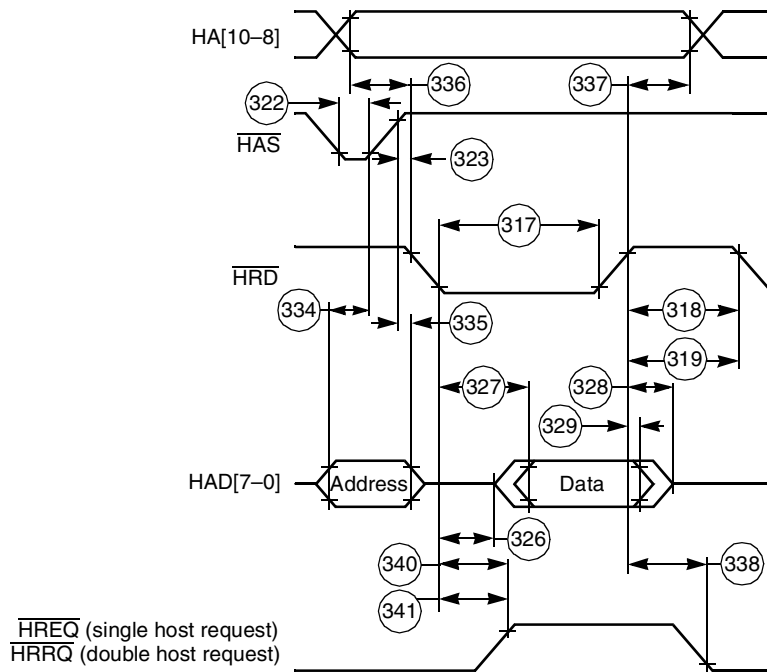 HA[10–8]
336
337
322
HAS
323
317
HRD
334
335
318
319
327
328
329
HAD[7–0]
Address
Data
326
340
338
341
HREQ (single host request)
HRRQ (double host request)